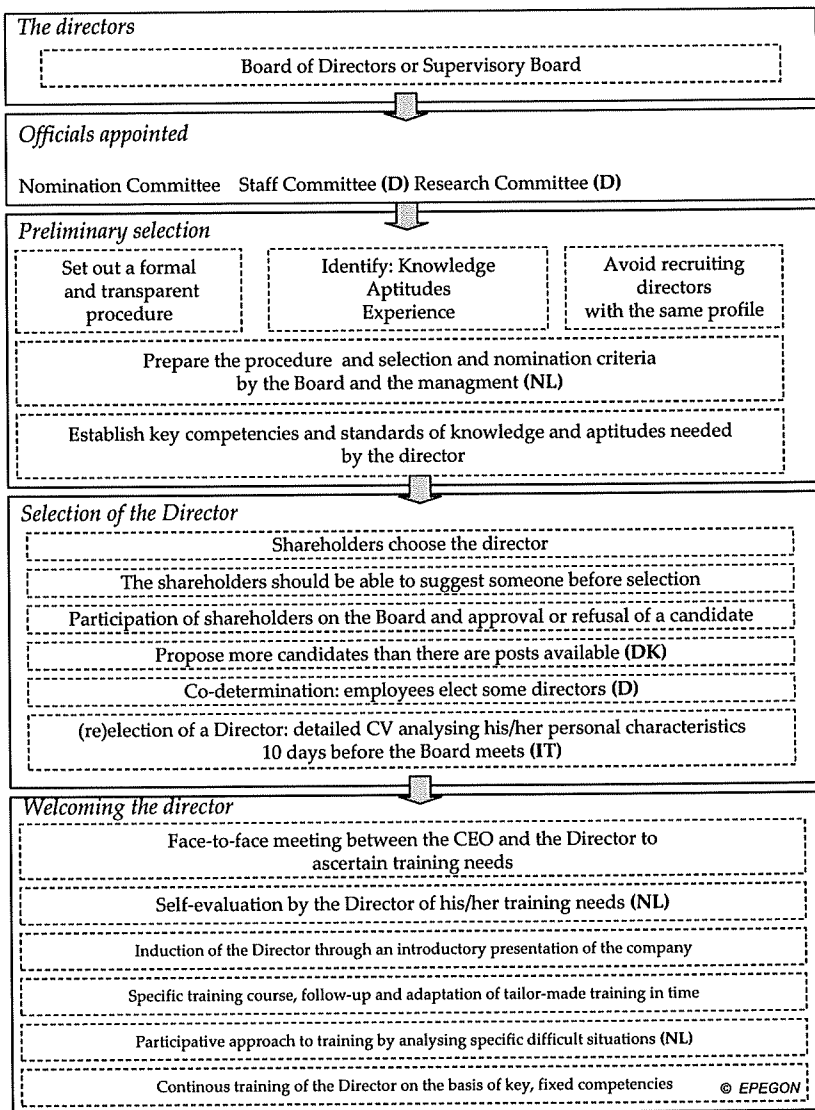 The directors
Board of Directors or Supervisory Board
Officials appointed
Nomination Committee Staff Committee (D) Research Committee (D)
Preliminary selection
Set out a formal
and transparent
procedure
Identify: Knowledge
Aptitudes
Experience
Avoid recruiting
directors
with the same profile
Prepare the procedure and selection and nomination criteria
by the Board and the managment (NL)
Establish key competencies and standards of knowledge and aptitudes needed
by the director
Selection of the Director
Shareholders choose the director
The shareholders should be able to suggest someone before selection
Participation of shareholders on the Board and approval or refusal of a candidate
Propose more candidates than there are posts available (DK)
Co-determination: employees elect some directors (D)
(re)election of a Director: detailed CV analysing his/her personal characteristics
10 days before the Board meets (IT)
Welcoming the director
Face-to-face meeting between the CEO and the Director to
ascertain training needs
Self-evaluation by the Director of his/her training needs (NL)
Induction of the Director through an introductory presentation of the company
Specific training course, follow-up and adaptation of tailor-made training in time
Participative approach to training by analysing specific difficult situations (NL)
Continous training of the Director on the basis of key, fixed competencies
© EPEGON